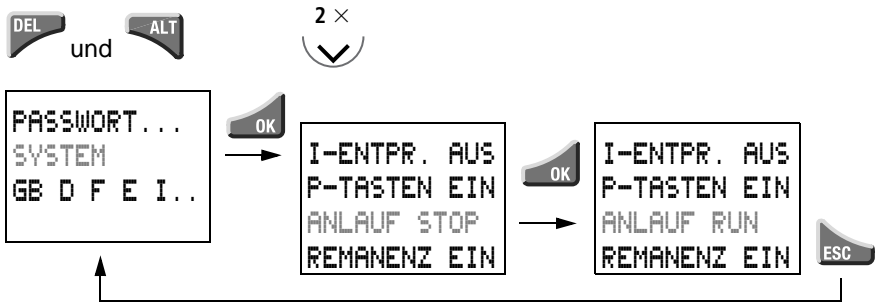 DEL und ALT
2 ×
PASSWORT...
SYSTEM
GB D F E I..
OK
I-ENTPR. AUS
P-TASTEN EIN
ANLAUF STOP
REMANENZ EIN
OK
I-ENTPR. AUS
P-TASTEN EIN
ANLAUF RUN
REMANENZ EIN
ESC